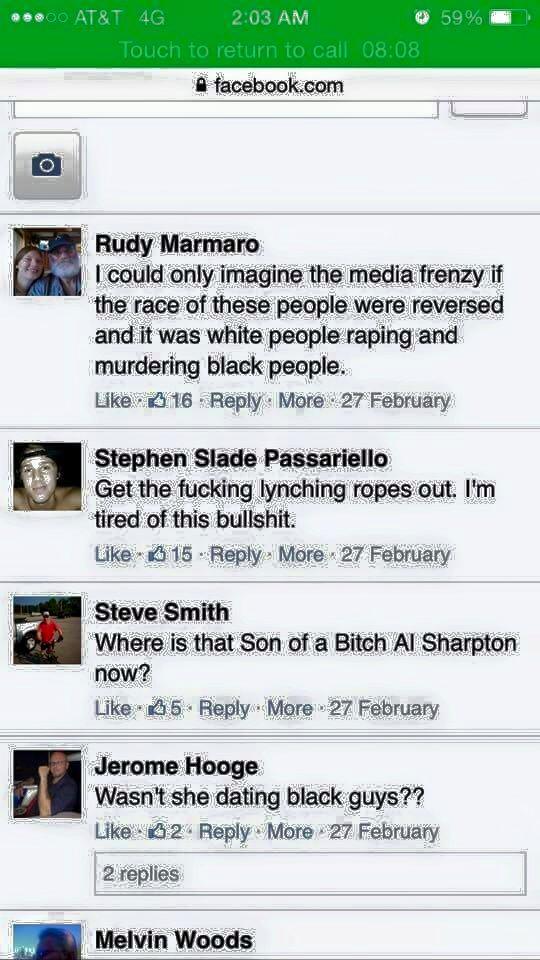 AT&T 4G 2:03 AM 59%
Touch to return to call 08:08
facebook.com
Rudy Marmaro
I could only imagine the media frenzy if
the race of these people were reversed
and it was white people raping and
murdering black people.
Like · 16 · Reply · More · 27 February
Stephen Slade Passariello
Get the fucking lynching ropes out. I'm
tired of this bullshit.
Like · 15 · Reply · More · 27 February
Steve Smith
Where is that Son of a Bitch Al Sharpton
now?
Like · 5 · Reply · More · 27 February
Jerome Hooge
Wasn't she dating black guys??
Like · 2 · Reply · More · 27 February
2 replies
Melvin Woods